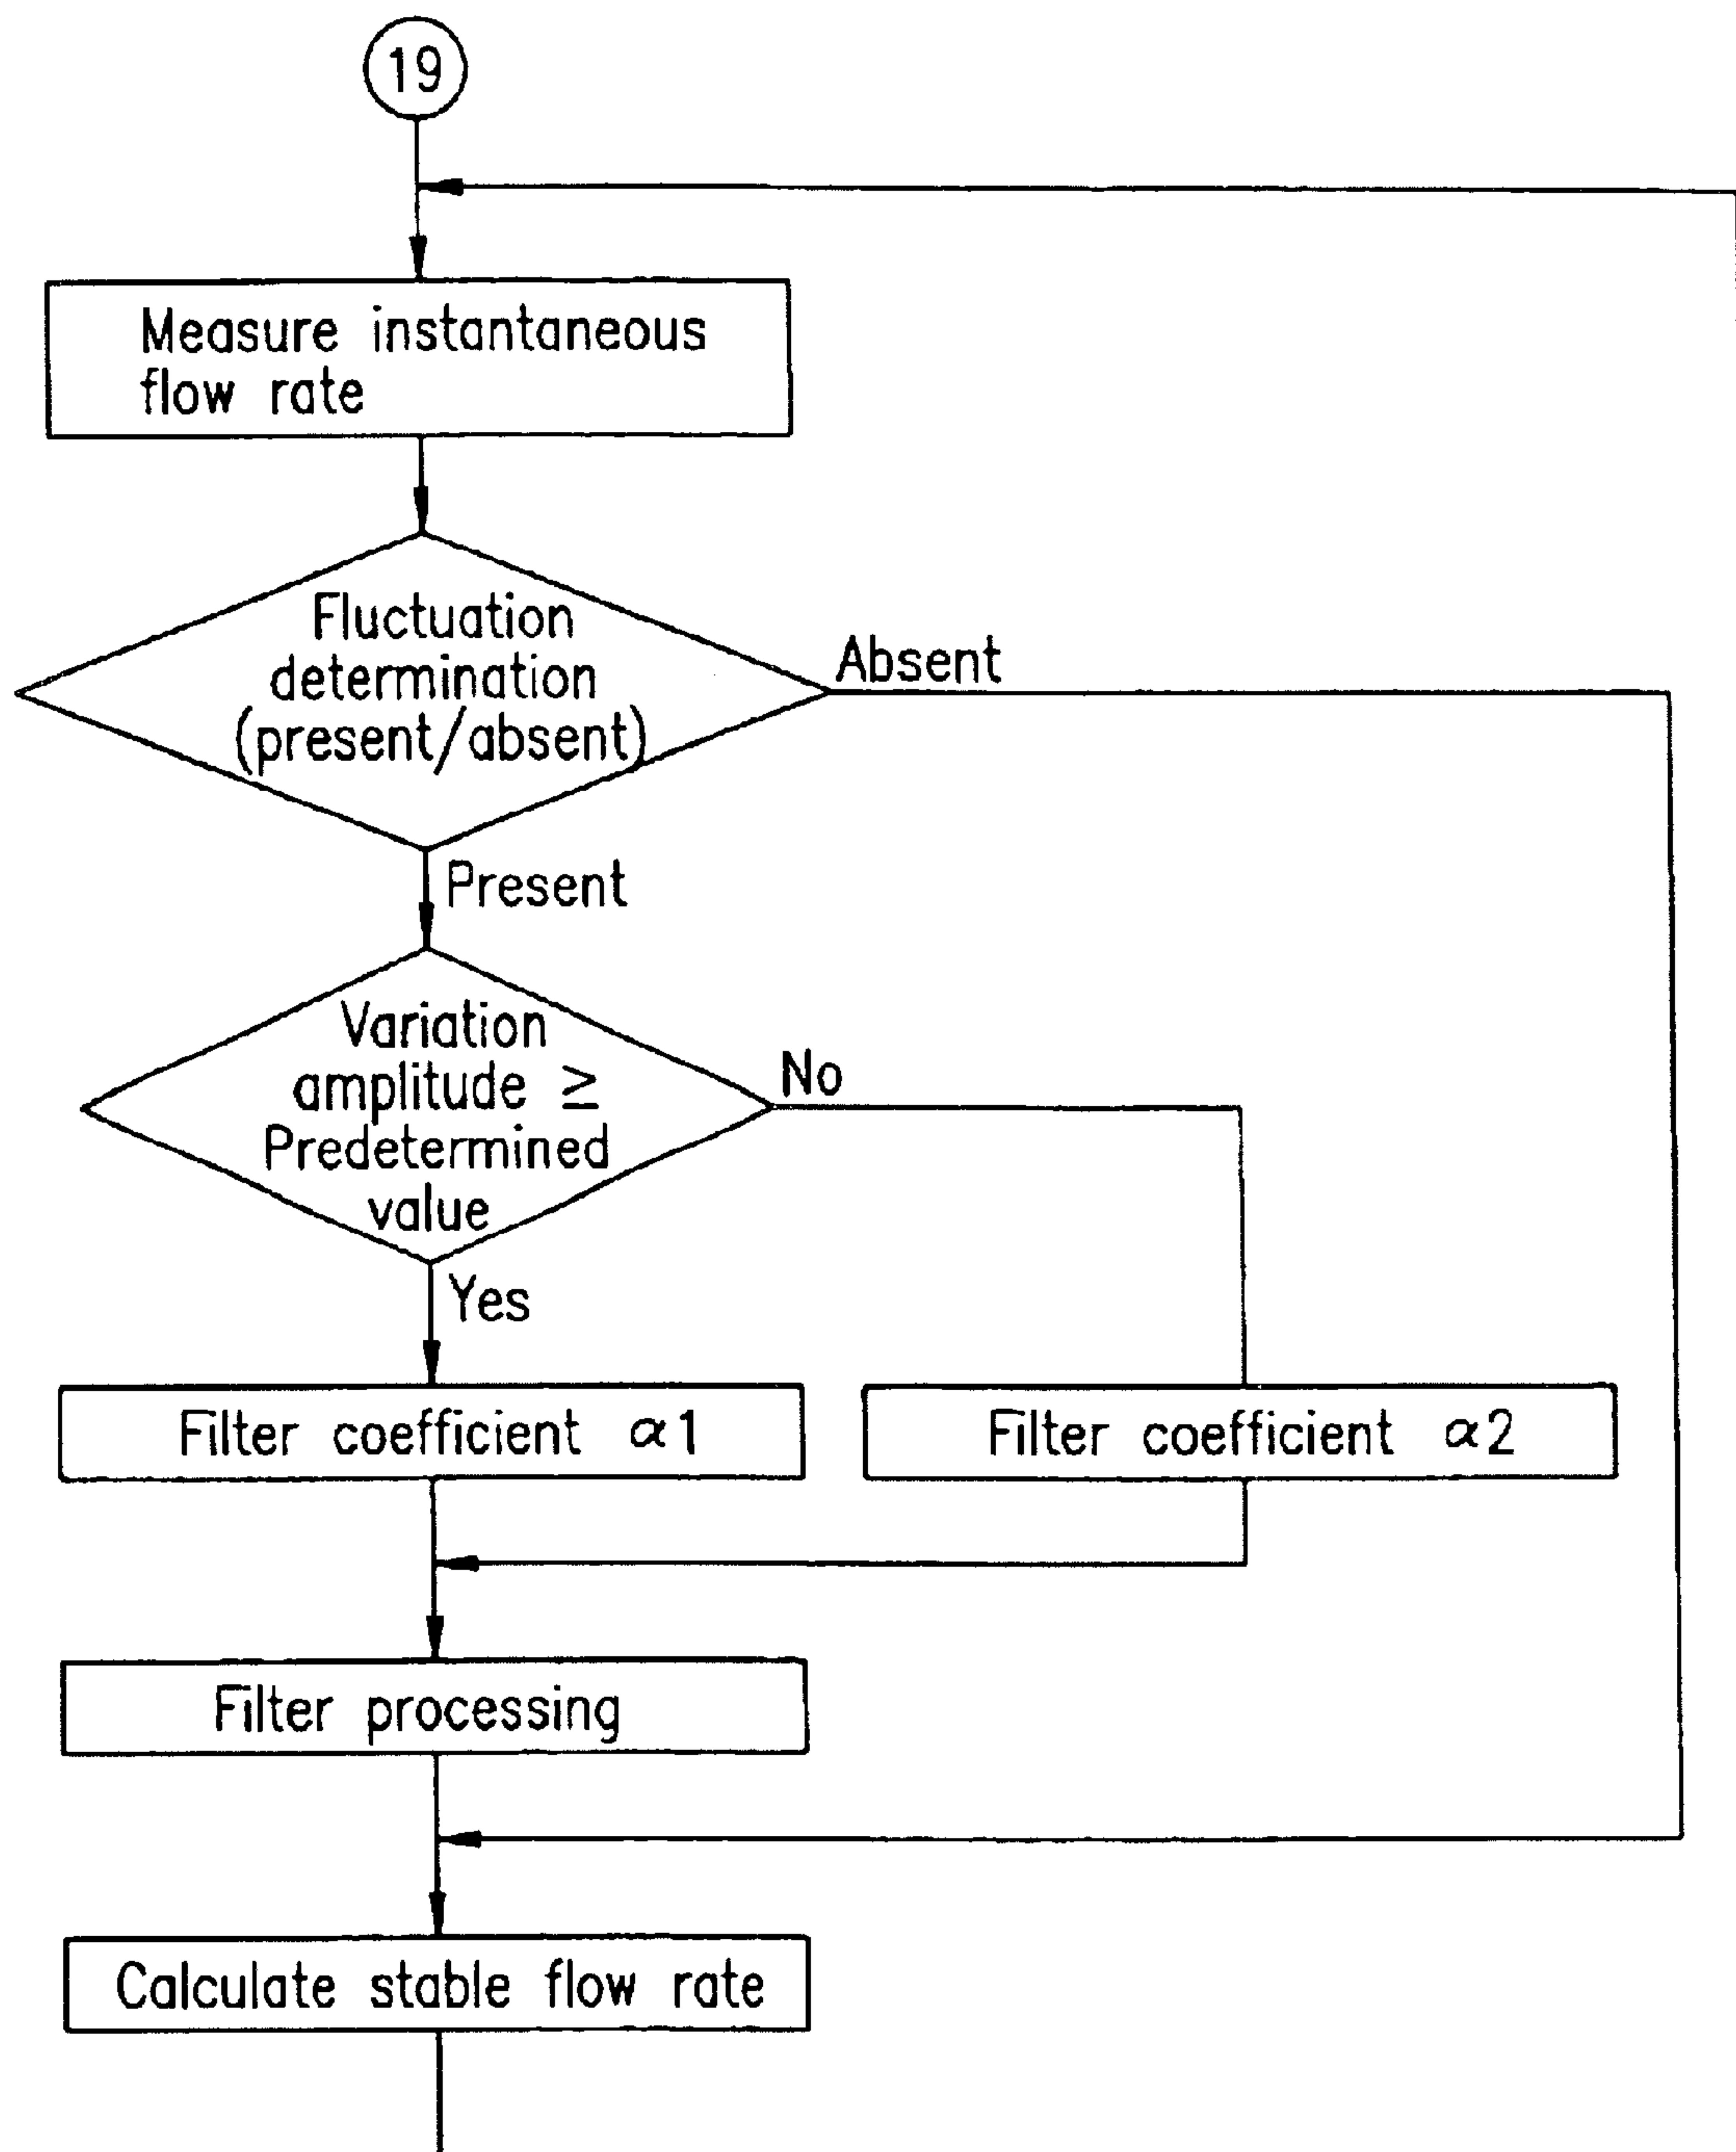 19
Measure instantaneous
flow rate
Fluctuation
determination
(present/absent)
Absent
Present
Variation
amplitude ≥
Predetermined
value
No
Yes
Filter coefficient α1
Filter coefficient α2
Filter processing
Calculate stable flow rate